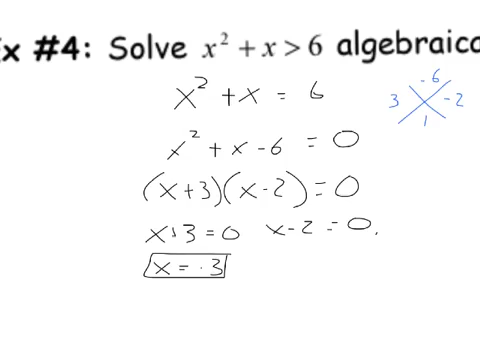 Ex #4: Solve x² + x > 6 algebraica
x² + x = 6
-6
3 -2
1
x² + x - 6 = 0
(x+3)(x-2) = 0
x+3=0 x-2=0.
x = -3